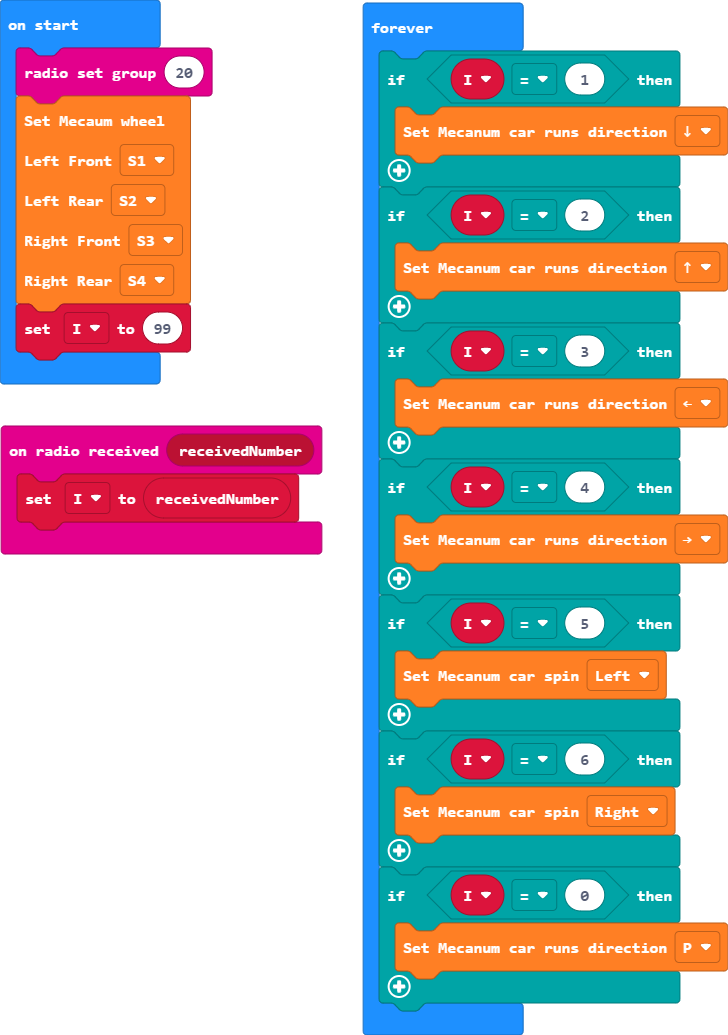 on start
radio set group 20
Set Mecaum wheel
Left Front S1
Left Rear S2
Right Front S3
Right Rear S4
set I to 99
on radio received receivedNumber
set I to receivedNumber
forever
if I = 1 then
Set Mecanum car runs direction ↓
if I = 2 then
Set Mecanum car runs direction ↑
if I = 3 then
Set Mecanum car runs direction ←
if I = 4 then
Set Mecanum car runs direction →
if I = 5 then
Set Mecanum car spin Left
if I = 6 then
Set Mecanum car spin Right
if I = 0 then
Set Mecanum car runs direction P